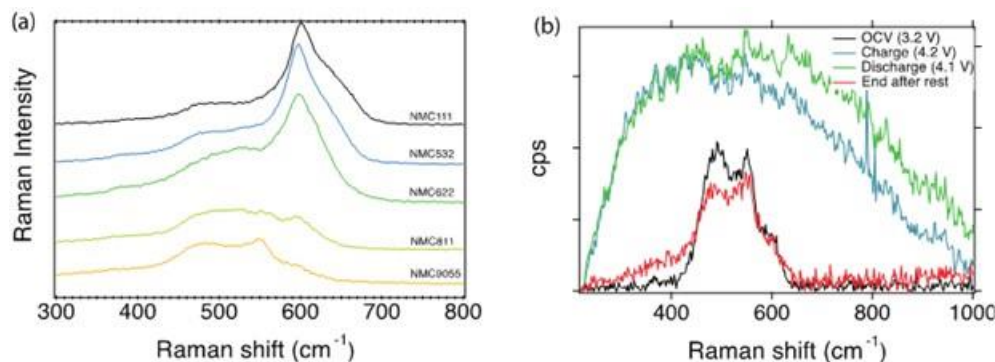 (a)
Raman Intensity
NMC111
NMC532
NMC622
NMC811
NMC9055
300 400 500 600 700 800
Raman shift (cm-1)
(b)
cps
OCV (3.2 V)
Charge (4.2 V)
Discharge (4.1 V)
End after rest
400 600 800 1000
Raman shift (cm-1)